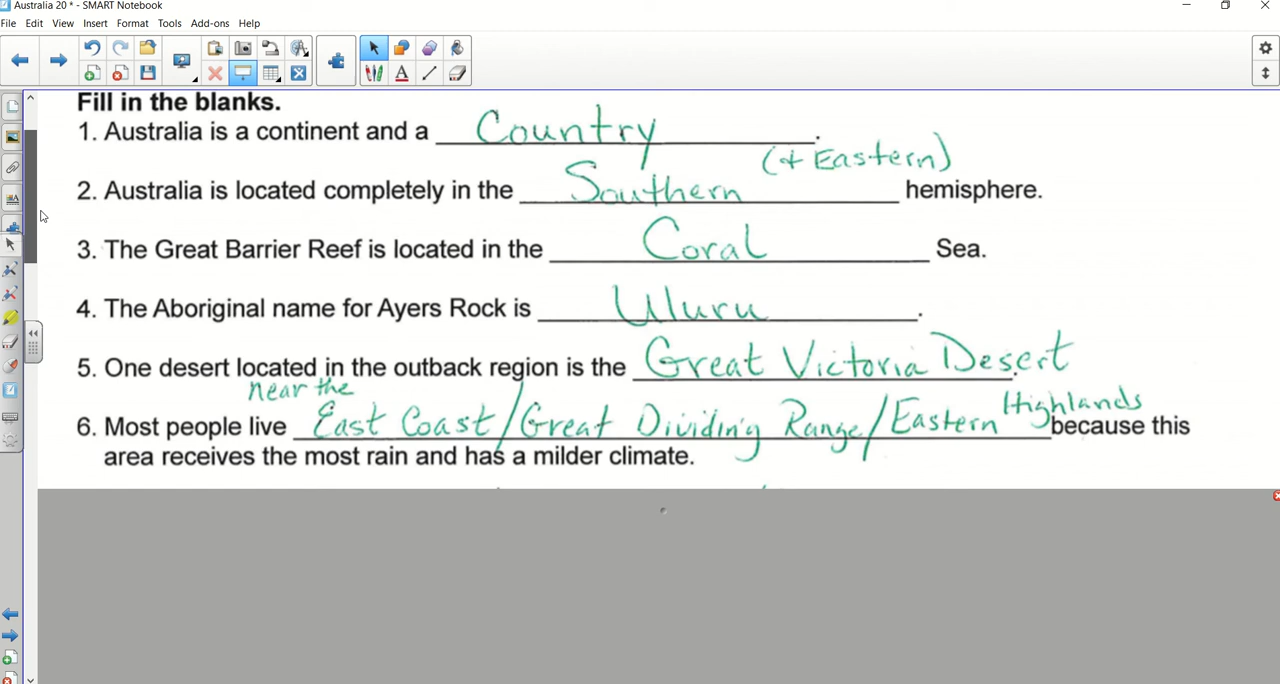 Australia 20 * - SMART Notebook
File Edit View Insert Format Tools Add-ons Help
Fill in the blanks.
1. Australia is a continent and a Country.
(+ Eastern)
2. Australia is located completely in the Southern hemisphere.
3. The Great Barrier Reef is located in the Coral Sea.
4. The Aboriginal name for Ayers Rock is Uluru.
5. One desert located in the outback region is the Great Victoria Desert.
near the
6. Most people live East Coast/Great Dividing Range/Eastern Highlands because this
area receives the most rain and has a milder climate.